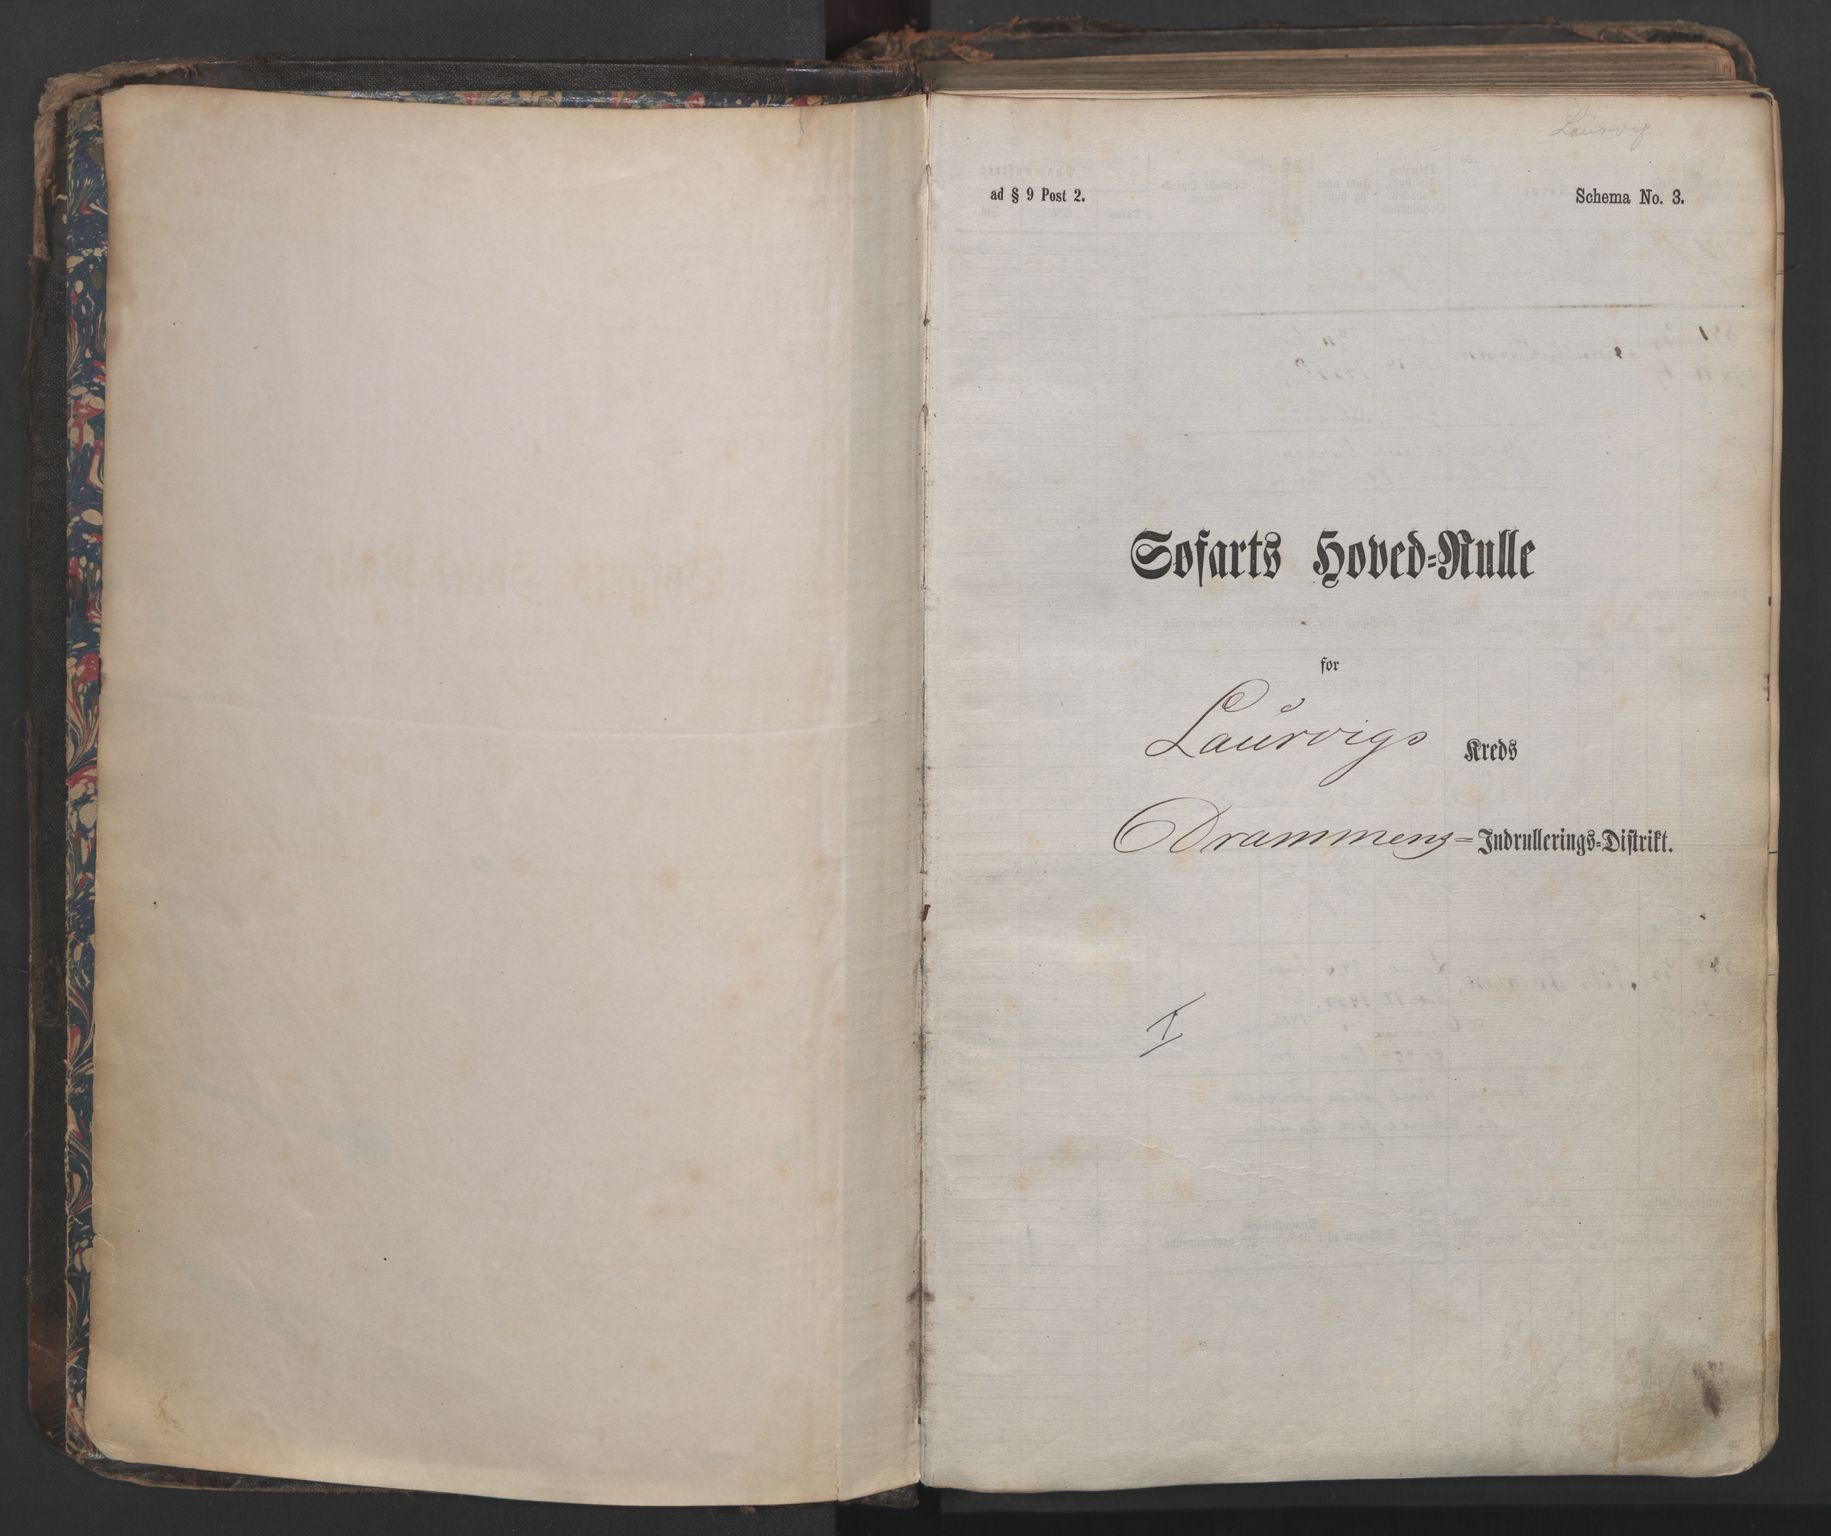 Laurvig
ad § 9 Post 2. Schema No. 3.
Søfarts Hoved-Rulle
for
Laurvigs Kreds
Drammens- Indrullerings-Distrikt.
I